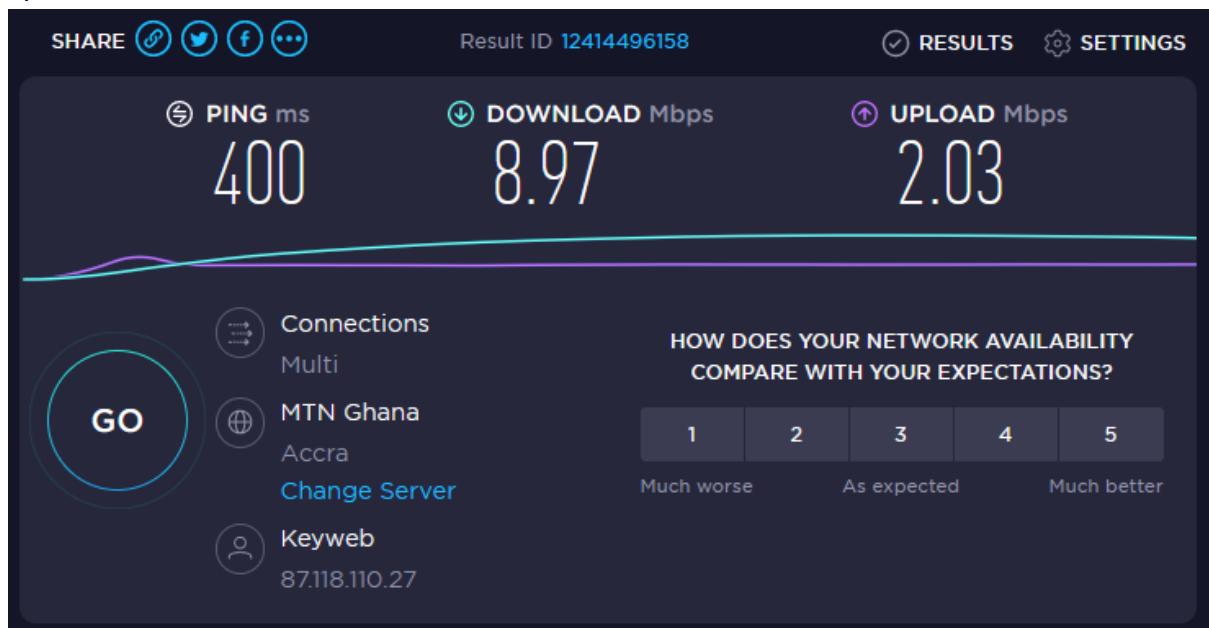 SHARE Result ID 12414496158 RESULTS SETTINGS
PING ms DOWNLOAD Mbps UPLOAD Mbps
400 8.97 2.03
Connections
Multi
HOW DOES YOUR NETWORK AVAILABILITY
COMPARE WITH YOUR EXPECTATIONS?
GO
MTN Ghana
Accra
Change Server
1 2 3 4 5
Much worse As expected Much better
Keyweb
87.118.110.27